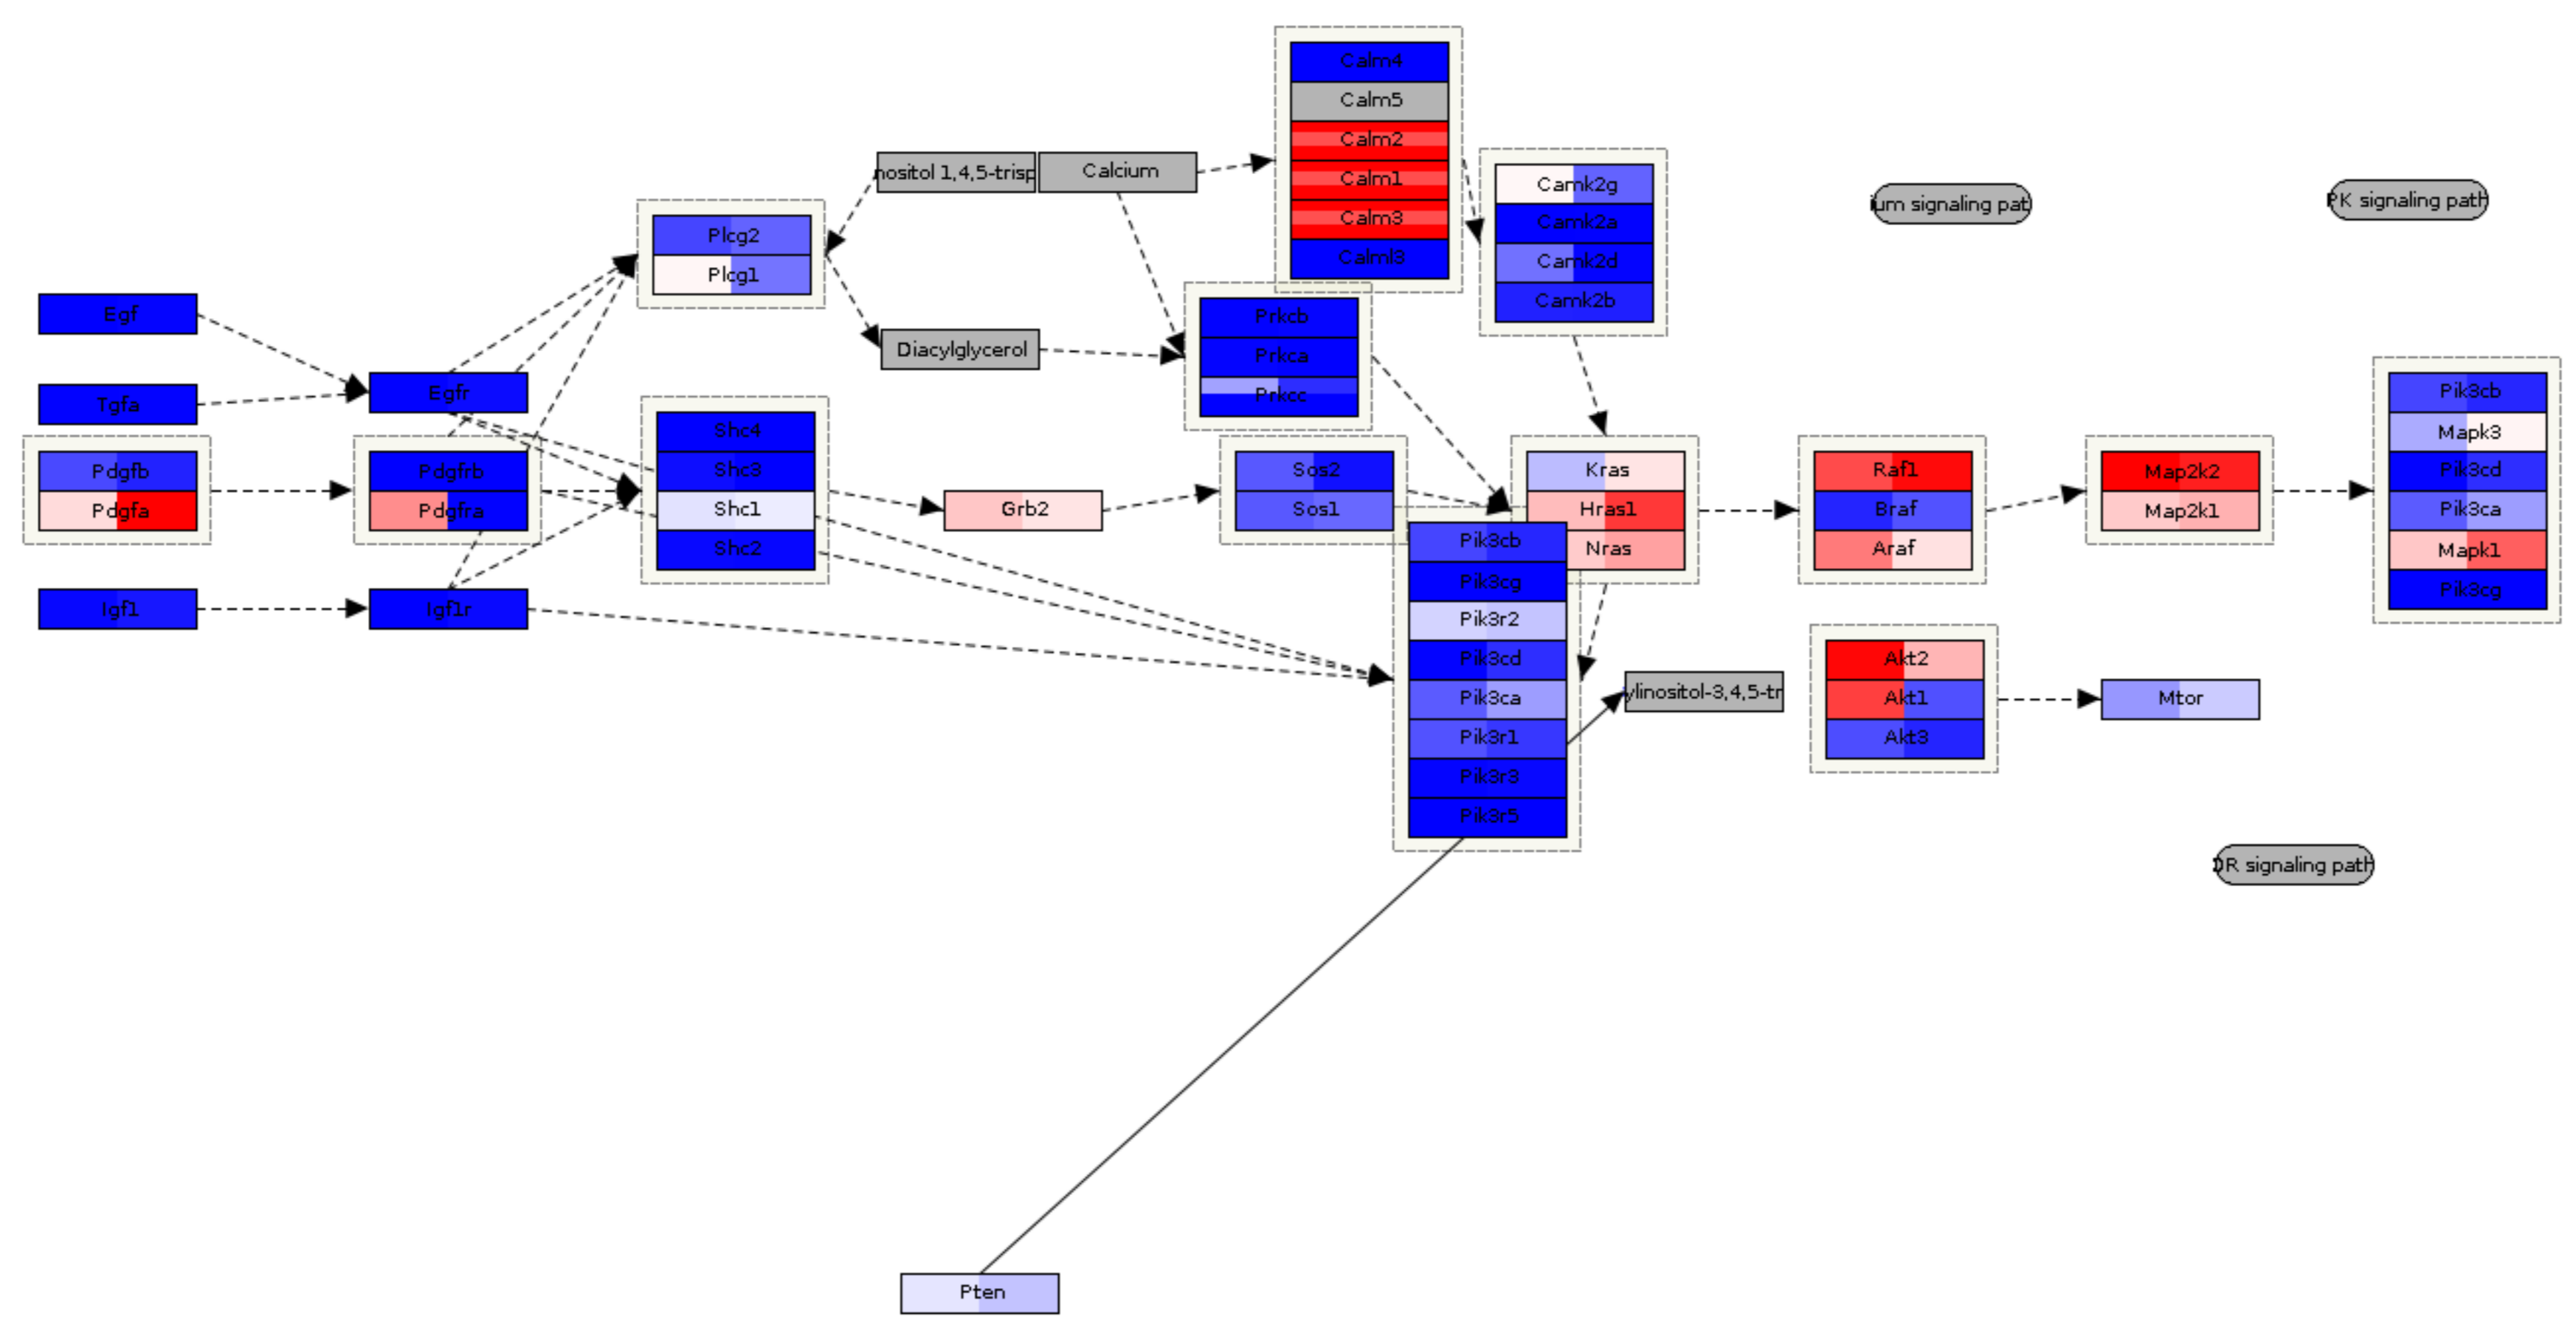 Calm4
Calm5
Calm2
Calm1
Calm3
Calml3
nositol 1,4,5-trisp
Calcium
Camk2g
Camk2a
Camk2d
Camk2b
um signaling pat
PK signaling path
Plcg2
Plcg1
Egf
Tgfa
Egfr
Diacylglycerol
Prkcb
Prkca
Prkcc
Pdgfb
Pdgfa
Pdgfrb
Pdgfra
Shc4
Shc3
Shc1
Shc2
Grb2
Sos2
Sos1
Kras
Hras1
Nras
Raf1
Braf
Araf
Map2k2
Map2k1
Pik3cb
Mapk3
Pik3cd
Pik3ca
Mapk1
Pik3cg
Igf1
Igf1r
Pik3cb
Pik3cg
Pik3r2
Pik3cd
Pik3ca
Pik3r1
Pik3r3
Pik3r5
ylinositol-3,4,5-tr
Akt2
Akt1
Akt3
Mtor
OR signaling path
Pten